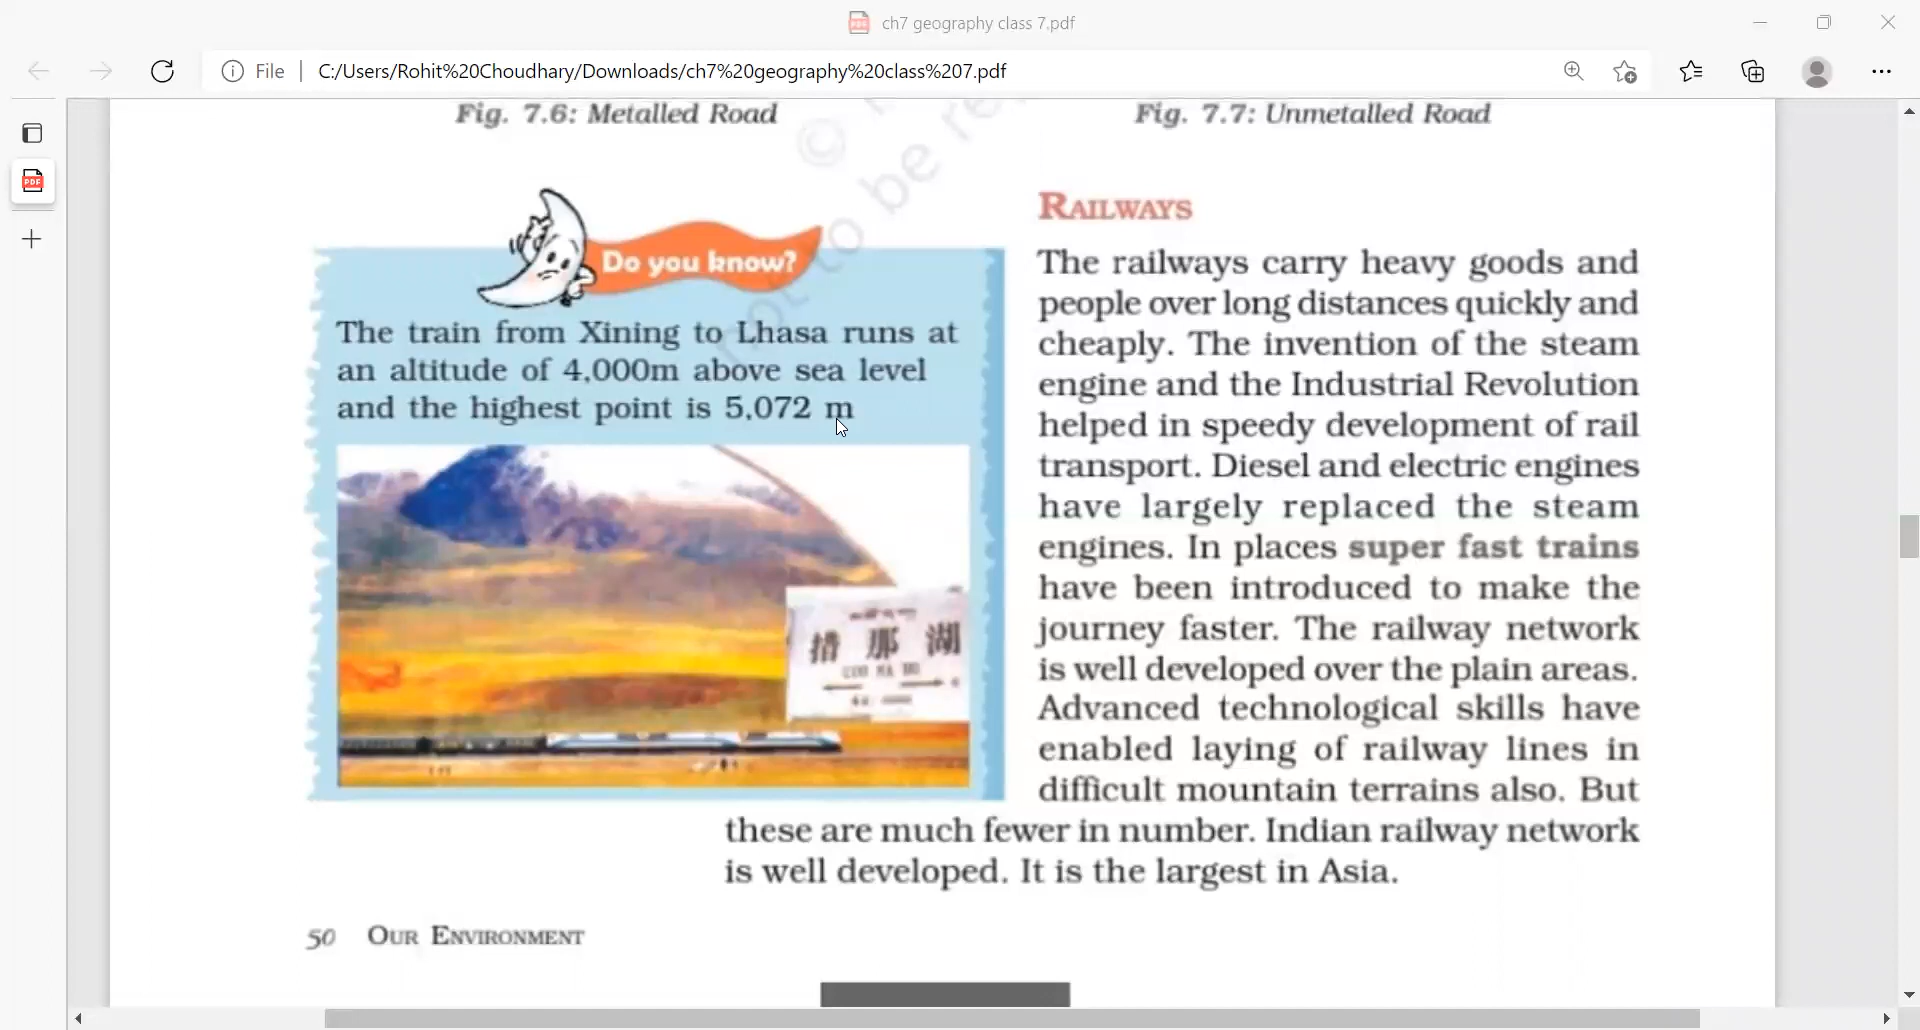 ch7 geography class 7.pdf
File
C:/Users/Rohit%20Choudhary/Downloads/ch7%20geography%20class%207.pdf
Fig. 7.6: Metalled Road
Fig. 7.7: Unmetalled Road
© 
not to be re
Do you know?
The train from Xining to Lhasa runs at
an altitude of 4,000m above sea level
and the highest point is 5,072 m
措那湖
RAILWAYS
The railways carry heavy goods and
people over long distances quickly and
cheaply. The invention of the steam
engine and the Industrial Revolution
helped in speedy development of rail
transport. Diesel and electric engines
have largely replaced the steam
engines. In places super fast trains
have been introduced to make the
journey faster. The railway network
is well developed over the plain areas.
Advanced technological skills have
enabled laying of railway lines in
difficult mountain terrains also. But
these are much fewer in number. Indian railway network
is well developed. It is the largest in Asia.
50 OUR ENVIRONMENT